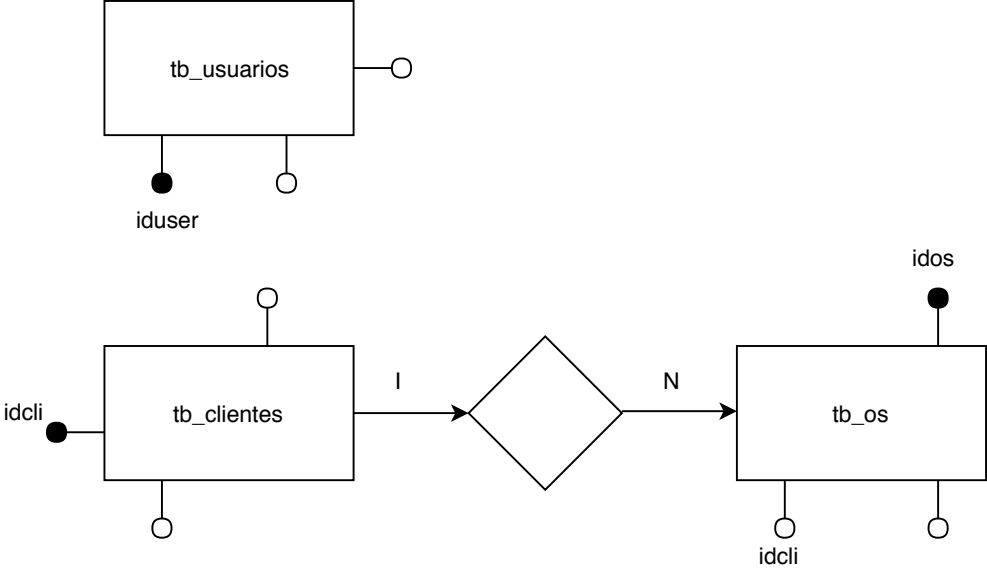 tb_usuarios
iduser
idos
I
N
idcli
tb_clientes
tb_os
idcli